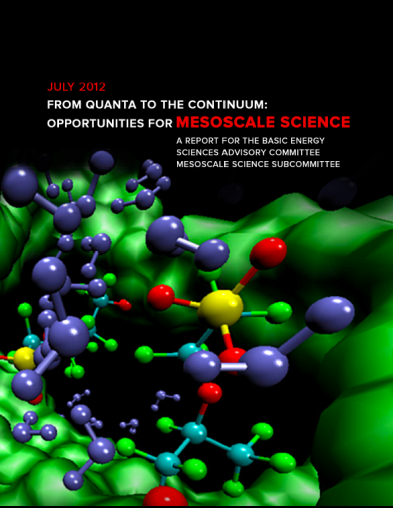 JULY 2012
FROM QUANTA TO THE CONTINUUM:
OPPORTUNITIES FOR MESOSCALE SCIENCE
A REPORT FOR THE BASIC ENERGY
SCIENCES ADVISORY COMMITTEE
MESOSCALE SCIENCE SUBCOMMITTEE